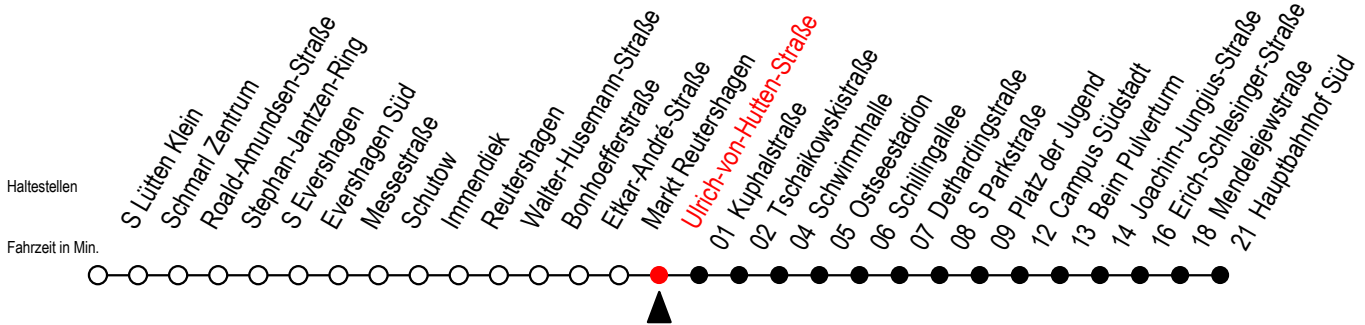 Haltestellen
Fahrzeit in Min.
S Lütten Klein
Schmarl Zentrum
Roald-Amundsen-Straße
Stephan-Jantzen-Ring
S Evershagen
Evershagen Süd
Messestraße
Schutow
Immendiek
Reutershagen
Walter-Husemann-Straße
Bonhoefferstraße
Etkar-André-Straße
Markt Reutershagen
Ulrich-von-Hutten-Straße
01 Kuphalstraße
02 Tschaikowskistraße
04 Schwimmhalle
05 Ostseestadion
06 Schillingallee
07 Dethardingstraße
08 S Parkstraße
09 Platz der Jugend
12 Campus Südstadt
13 Beim Pulverturm
14 Joachim-Jungius-Straße
16 Erich-Schlesinger-Straße
18 Mendelejewstraße
21 Hauptbahnhof Süd